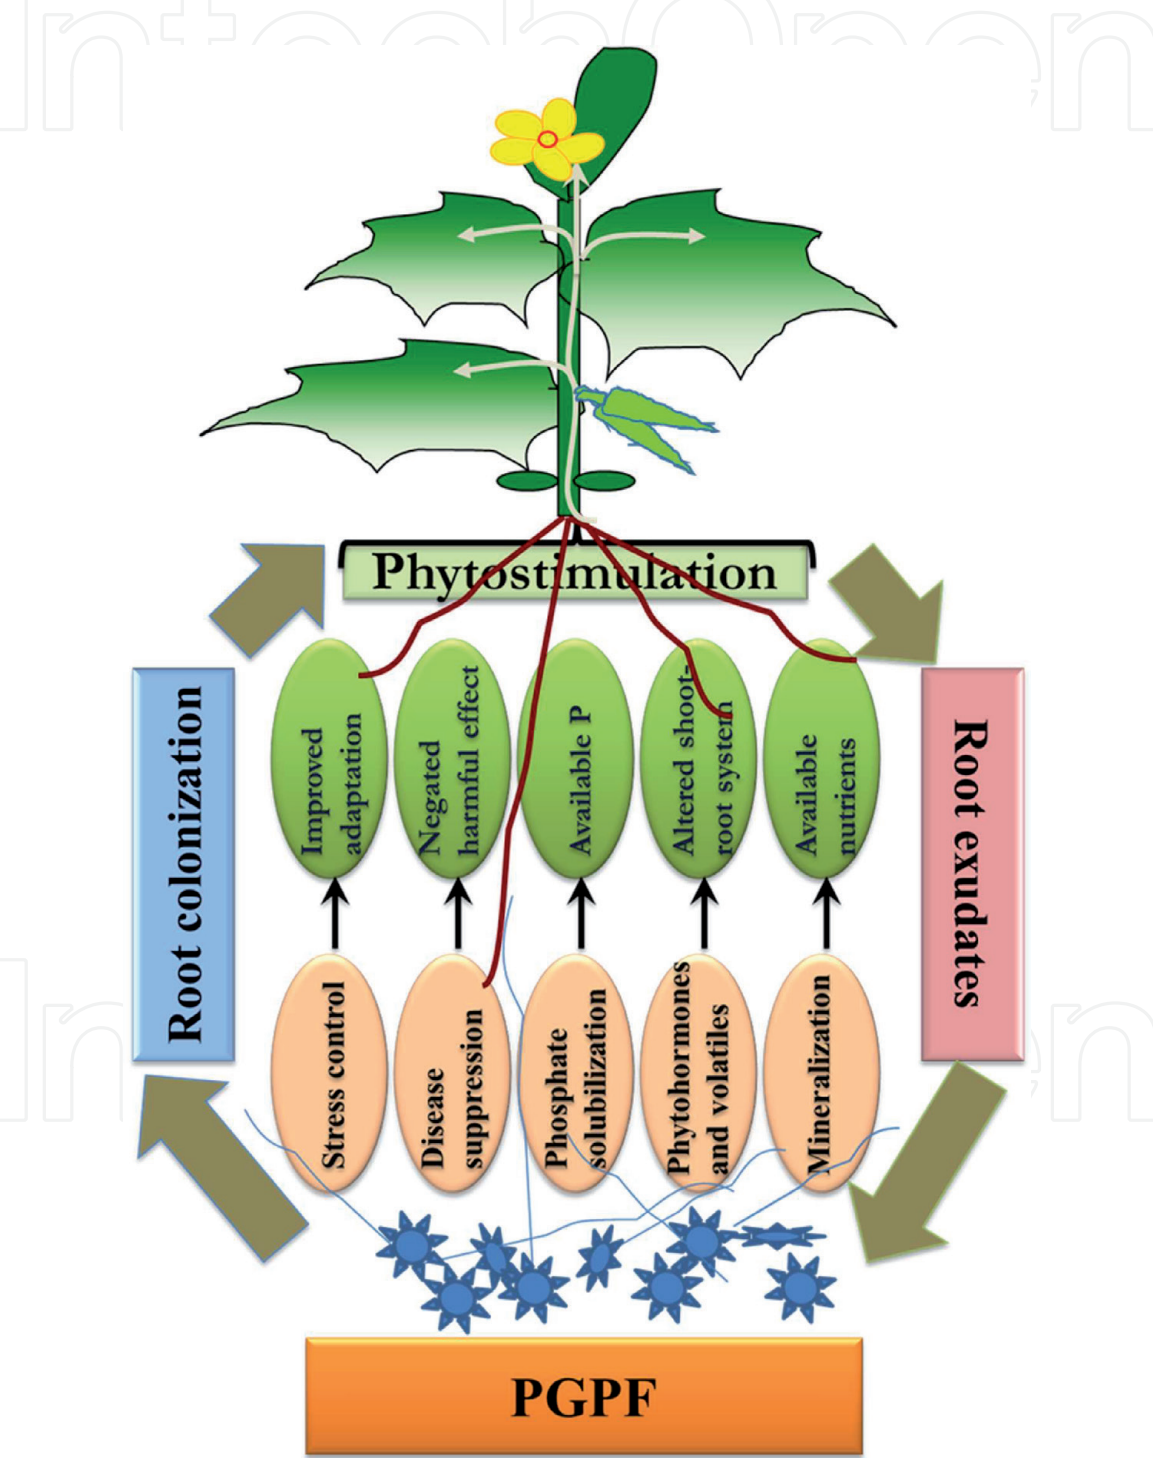 IntechOpen
Phytostimulation
Root colonization
Improved
adaptation
Negated
harmful effect
Available P
Altered shoot-
root system
Available
nutrients
Root exudates
Stress control
Disease
suppression
Phosphate
solubilization
Phytohormones
and volatiles
Mineralization
PGPF